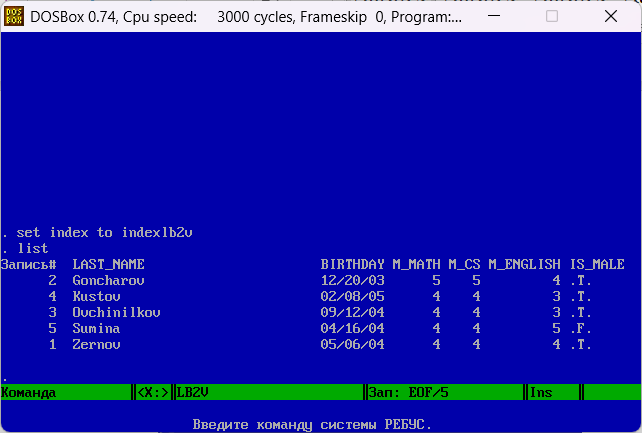 DOS BOX DOSBox 0.74, Cpu speed: 3000 cycles, Frameskip 0, Program:...
. set index to indexlb2v
. list
Запись# LAST_NAME BIRTHDAY M_MATH M_CS M_ENGLISH IS_MALE
2 Goncharov 12/20/03 5 5 4 .T.
4 Kustov 02/08/05 4 4 3 .T.
3 Ovchinilkov 09/12/04 4 4 3 .T.
5 Sumina 04/16/04 4 4 5 .F.
1 Zernov 05/06/04 4 4 4 .T.
.
Команда <X:> LB2V Зап: EOF/5 Ins
Введите команду системы РЕБУС.